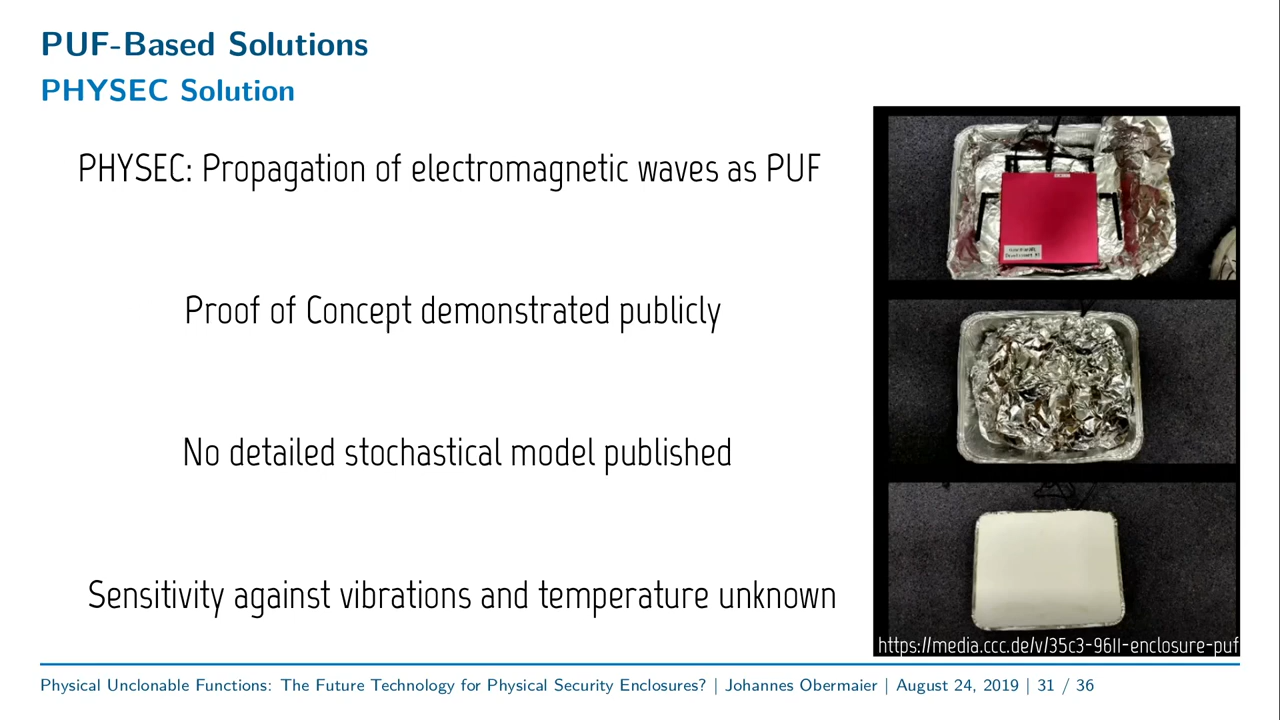 PUF-Based Solutions
PHYSEC Solution
PHYSEC: Propagation of electromagnetic waves as PUF
Proof of Concept demonstrated publicly
No detailed stochastical model published
Sensitivity against vibrations and temperature unknown
https://media.ccc.de/v/35c3-9611-enclosure-puf
Physical Unclonable Functions: The Future Technology for Physical Security Enclosures? | Johannes Obermaier | August 24, 2019 | 31 / 36